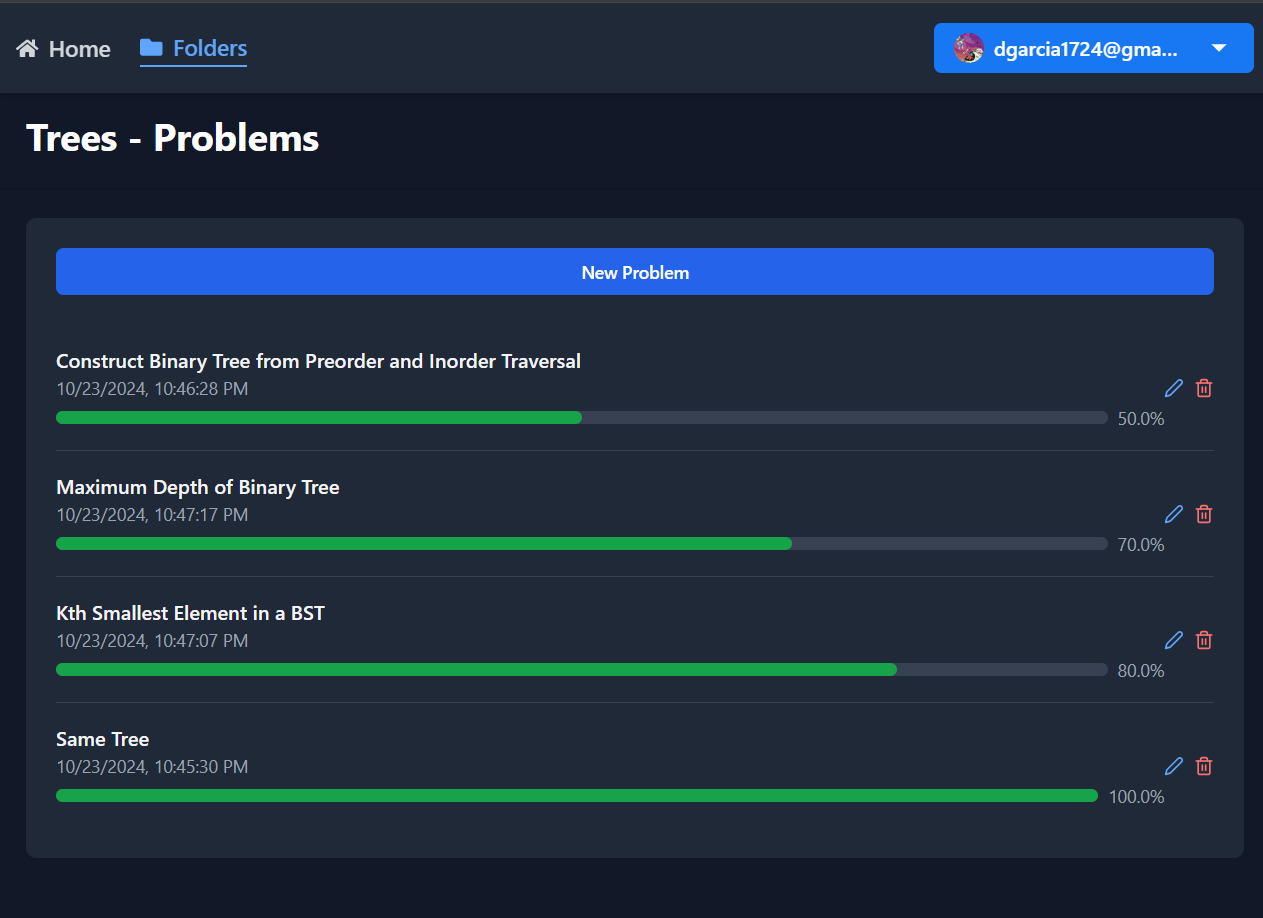 Home Folders dgarcia1724@gma...
Trees - Problems
New Problem
Construct Binary Tree from Preorder and Inorder Traversal
10/23/2024, 10:46:28 PM
50.0%
Maximum Depth of Binary Tree
10/23/2024, 10:47:17 PM
70.0%
Kth Smallest Element in a BST
10/23/2024, 10:47:07 PM
80.0%
Same Tree
10/23/2024, 10:45:30 PM
100.0%